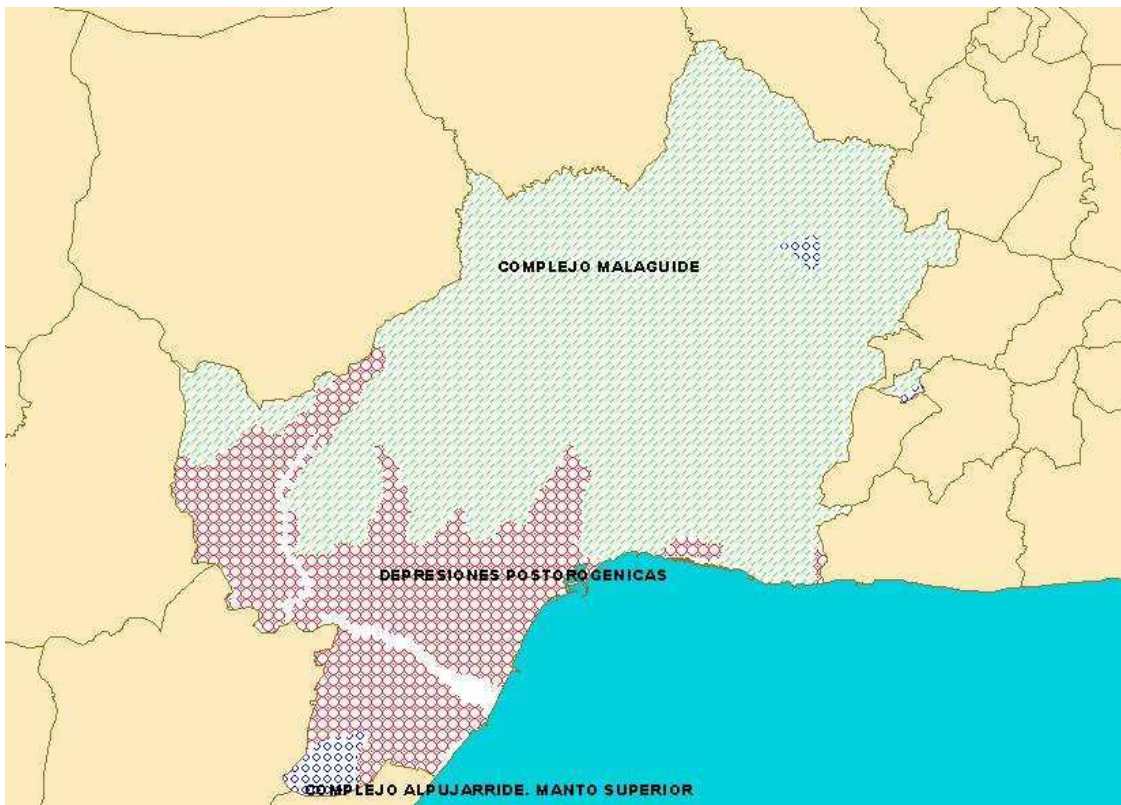 COMPLEJO MALAGUIDE
DEPRESIONES POSTOROGENICAS
COMPLEJO ALPUJARRIDE. MANTO SUPERIOR